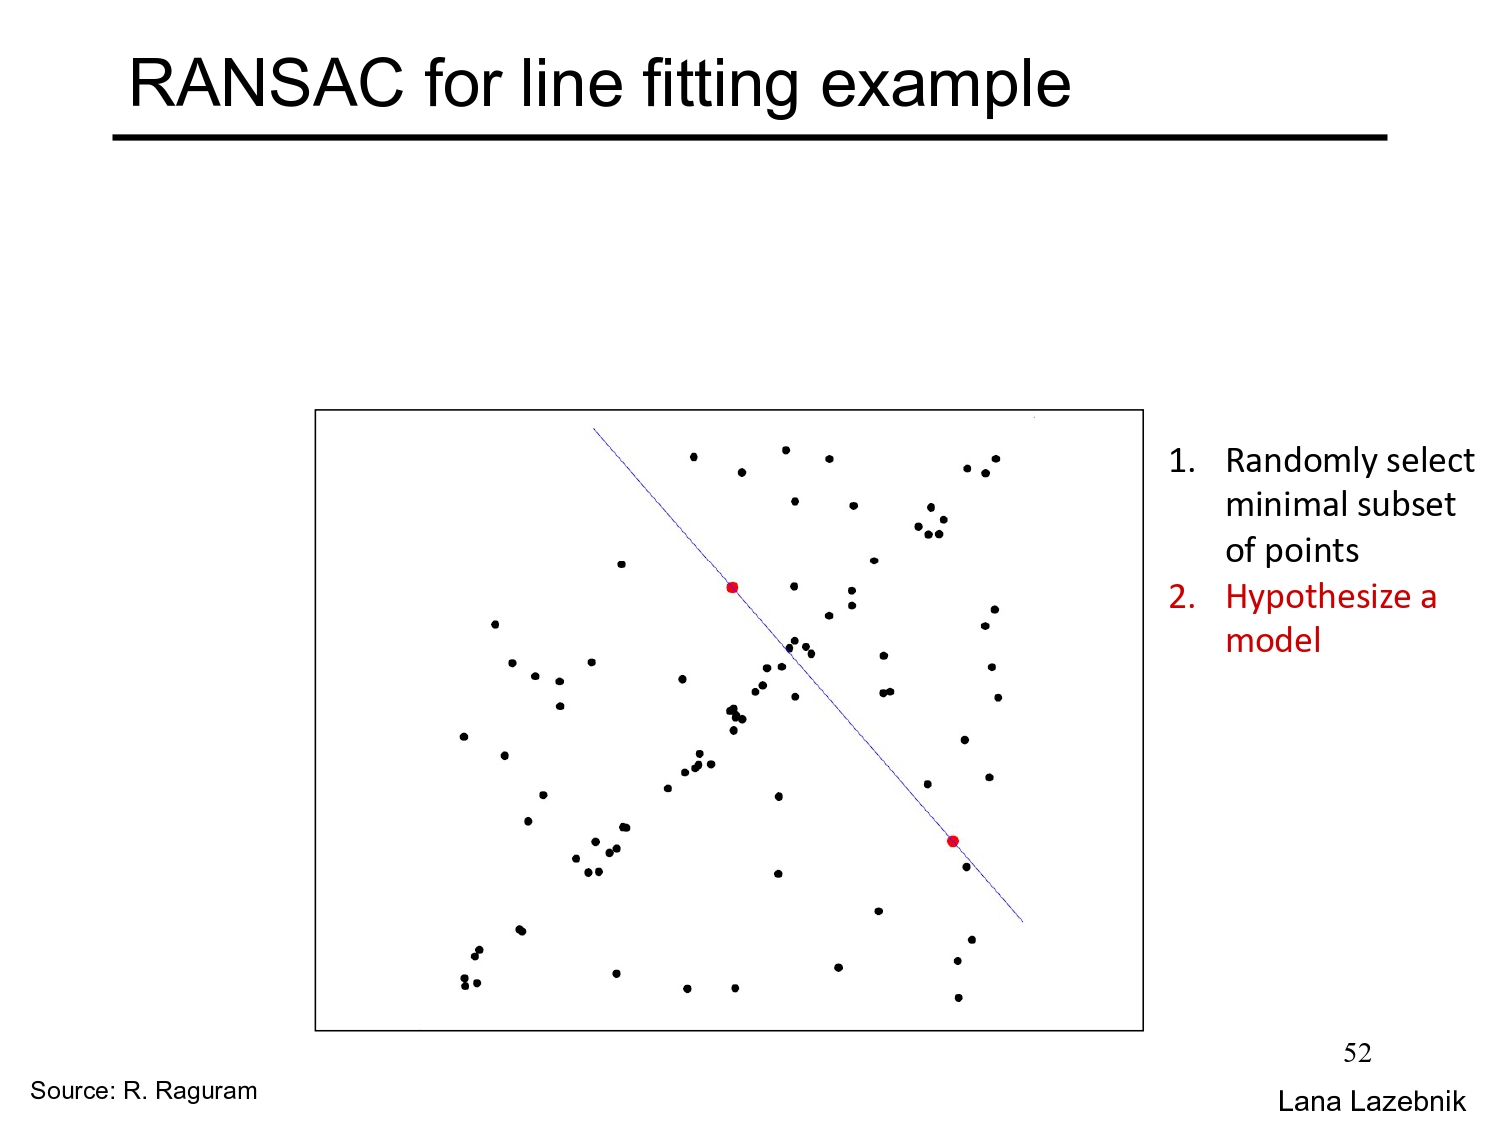 RANSAC for line fitting example
1. Randomly select
minimal subset
of points
2. Hypothesize a
model
52
Source: R. Raguram
Lana Lazebnik